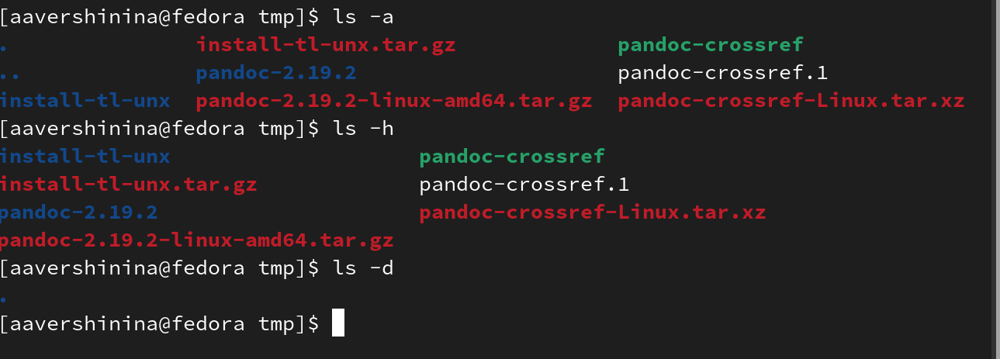 [aavershinina@fedora tmp]$ ls -a
. install-tl-unx.tar.gz pandoc-crossref
.. pandoc-2.19.2 pandoc-crossref.1
install-tl-unx pandoc-2.19.2-linux-amd64.tar.gz pandoc-crossref-Linux.tar.xz
[aavershinina@fedora tmp]$ ls -h
install-tl-unx pandoc-crossref
install-tl-unx.tar.gz pandoc-crossref.1
pandoc-2.19.2 pandoc-crossref-Linux.tar.xz
pandoc-2.19.2-linux-amd64.tar.gz
[aavershinina@fedora tmp]$ ls -d
.
[aavershinina@fedora tmp]$